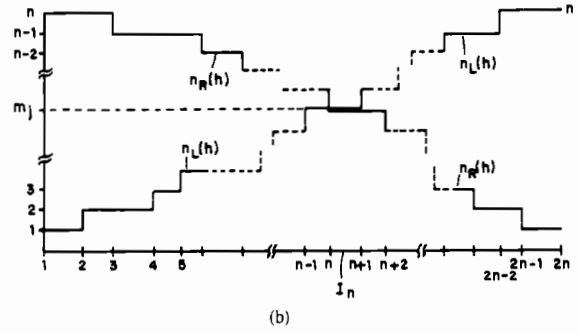 n n
n-1
n-2
n_R(h) n_L(h)
m_j
n_L(h) n_R(h)
3
2
1
1 2 3 4 5 n-1 n n+1 n+2 2n-2 2n-1 2n
I_n
(b)